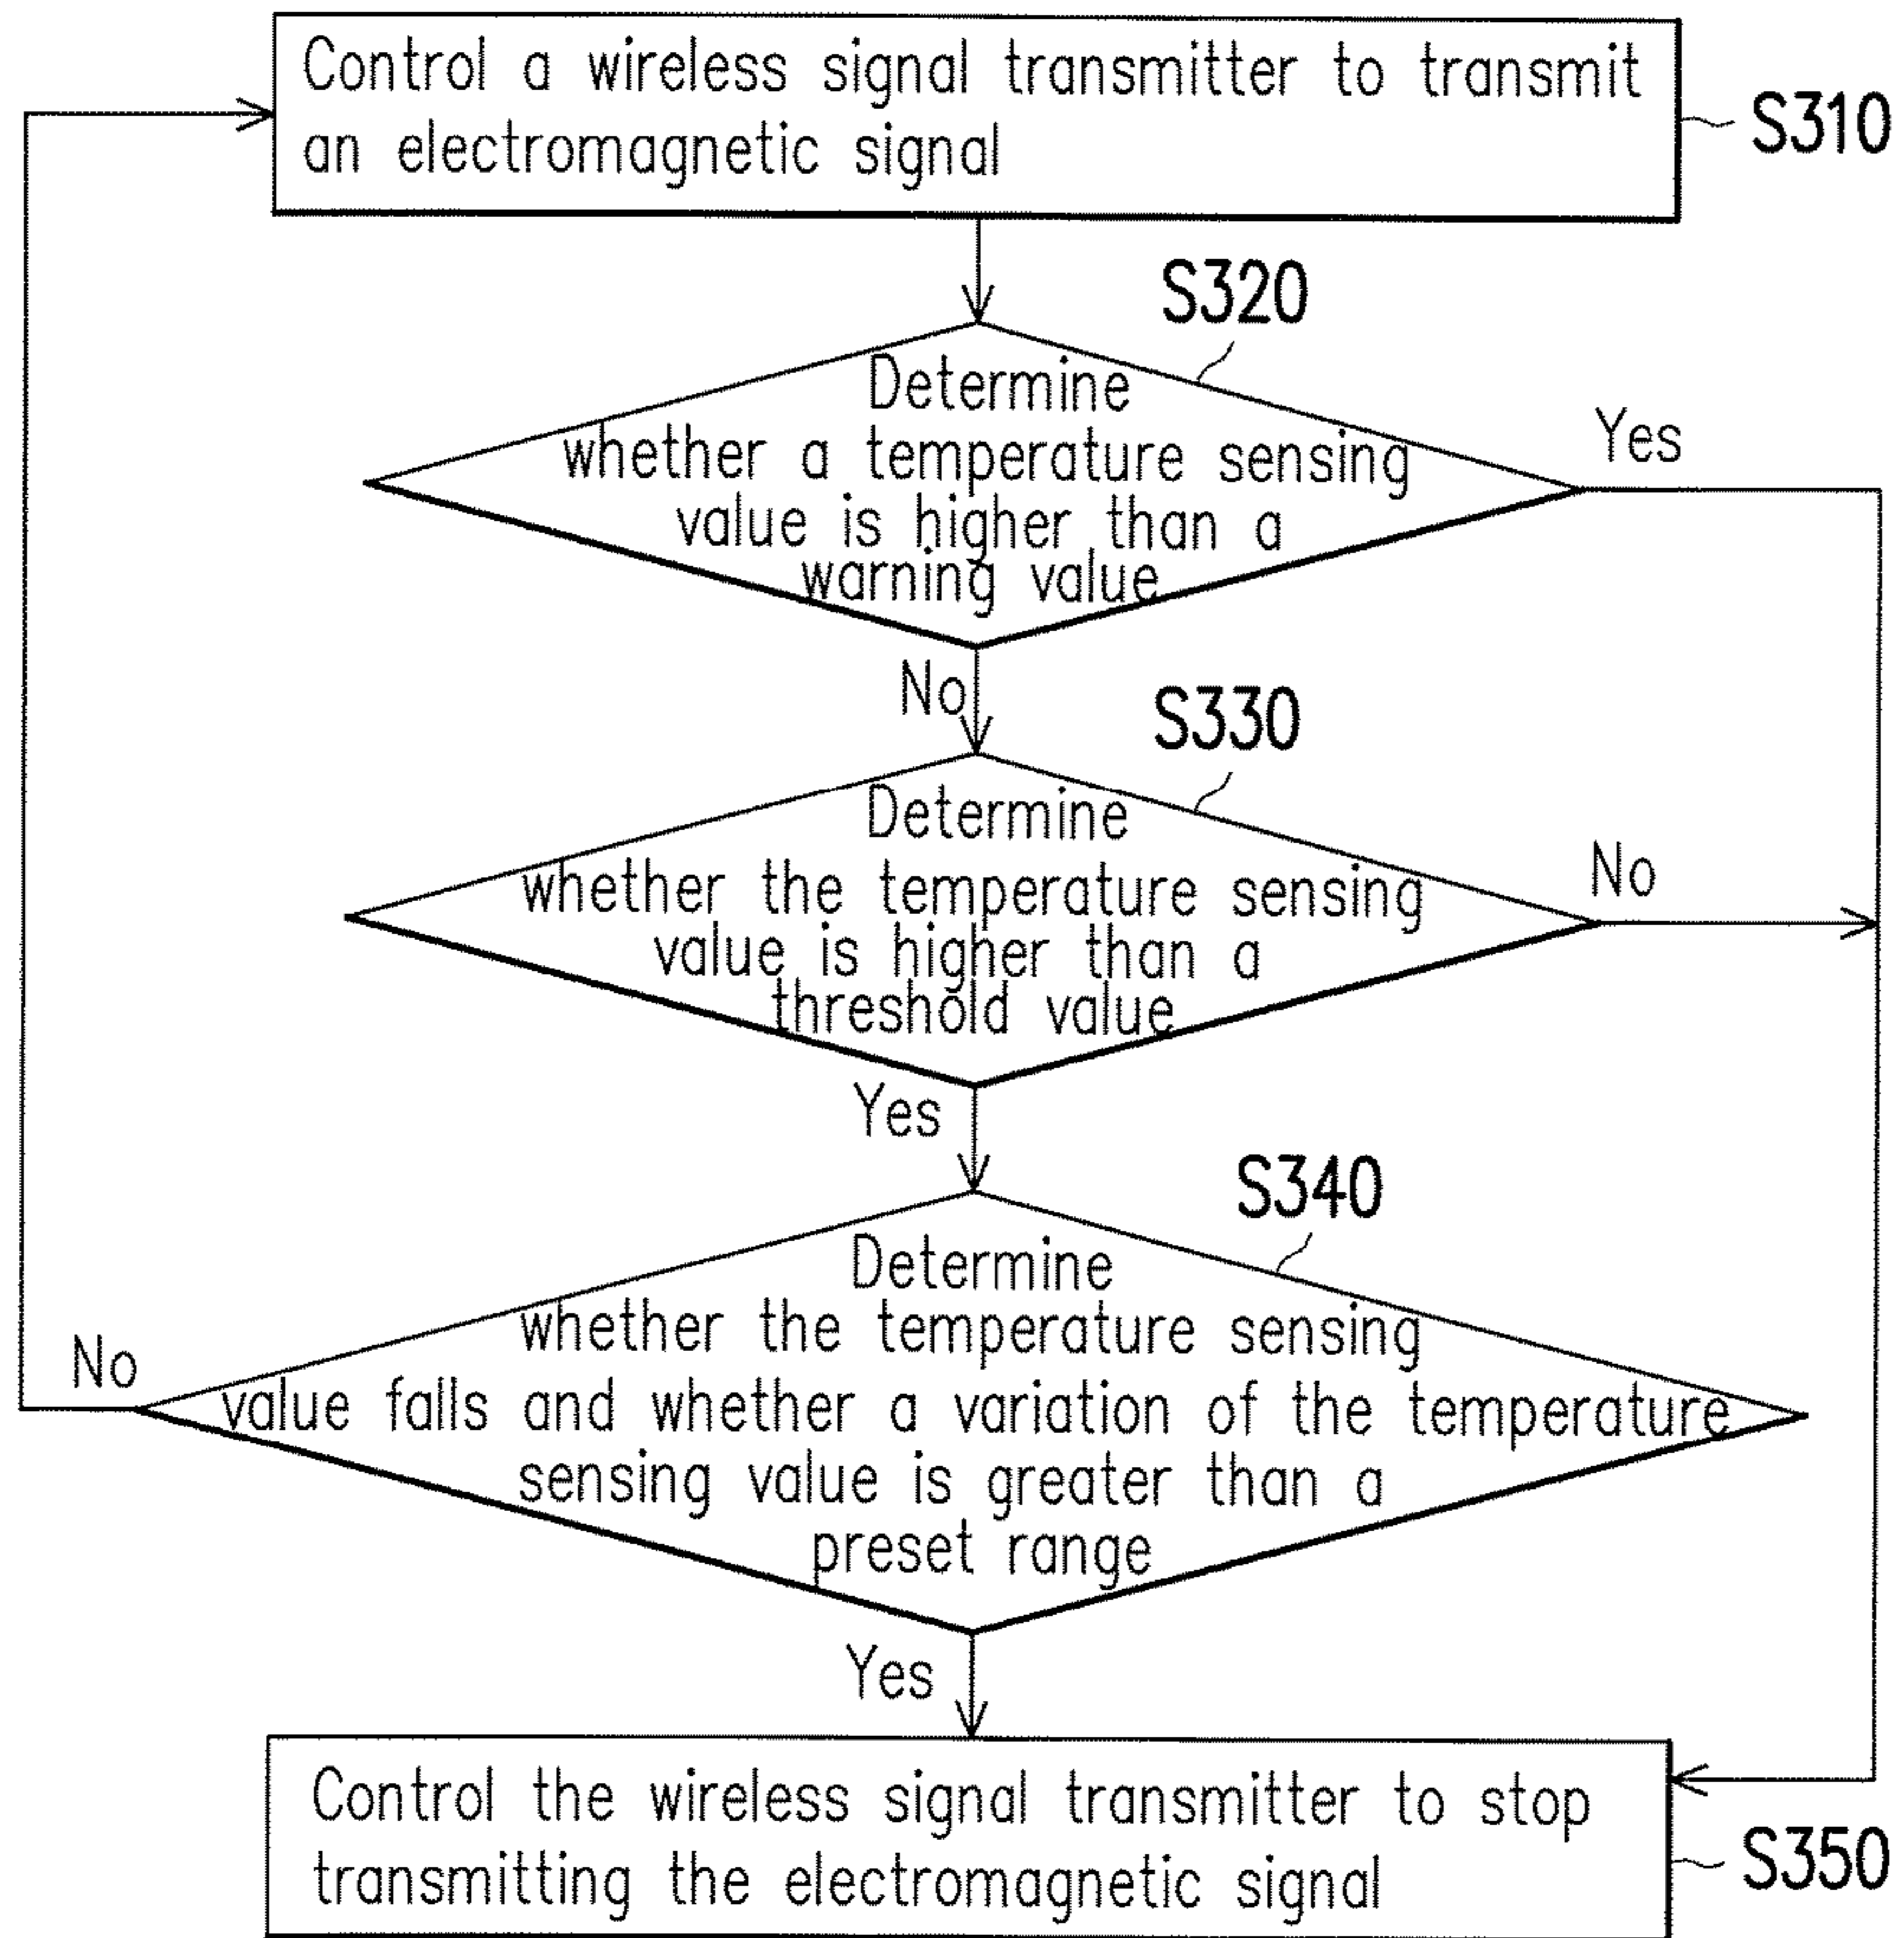 Control a wireless signal transmitter to transmit
an electromagnetic signal
S310
S320
Determine
whether a temperature sensing
value is higher than a
warning value
Yes
No
S330
Determine
whether the temperature sensing
value is higher than a
threshold value
No
Yes
S340
Determine
whether the temperature sensing
value falls and whether a variation of the temperature
sensing value is greater than a
preset range
No
Yes
Control the wireless signal transmitter to stop
transmitting the electromagnetic signal
S350